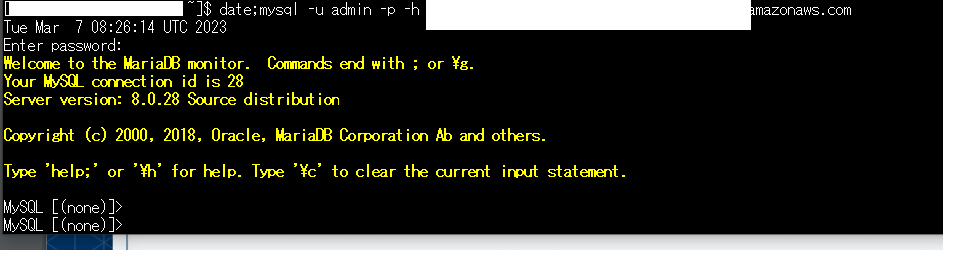 [ ~]$ date;mysql -u admin -p -h amazonaws.com
Tue Mar  7 08:26:14 UTC 2023
Enter password:
Welcome to the MariaDB monitor.  Commands end with ; or ¥g.
Your MySQL connection id is 28
Server version: 8.0.28 Source distribution
Copyright (c) 2000, 2018, Oracle, MariaDB Corporation Ab and others.
Type 'help;' or '¥h' for help. Type '¥c' to clear the current input statement.
MySQL [(none)]>
MySQL [(none)]>